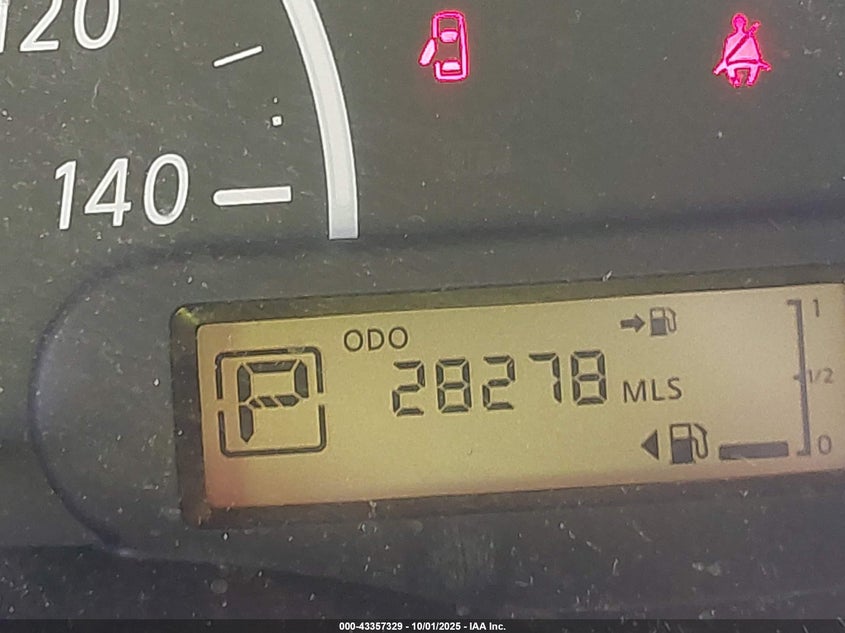 120
140
ODO
1
P
28278 MLS
1/2
0
000-43357329 - 10/01/2025 - IAA Inc.